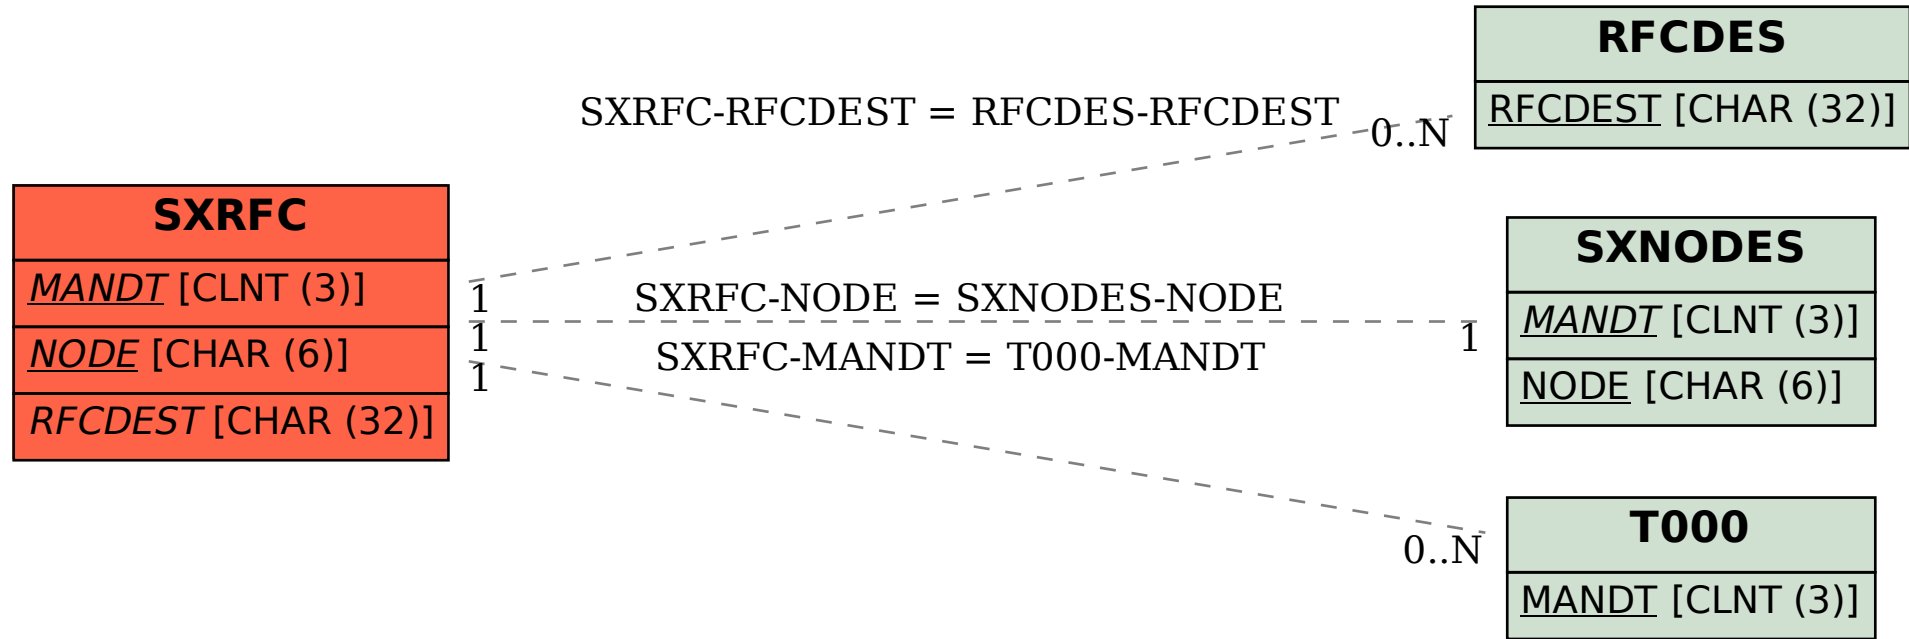 RFCDES
RFCDEST [CHAR (32)]
SXRFC-RFCDEST = RFCDES-RFCDEST
0..N
SXRFC
MANDT [CLNT (3)]
NODE [CHAR (6)]
RFCDEST [CHAR (32)]
1
SXRFC-NODE = SXNODES-NODE
1
1
SXRFC-MANDT = T000-MANDT
1
SXNODES
MANDT [CLNT (3)]
NODE [CHAR (6)]
0..N
T000
MANDT [CLNT (3)]